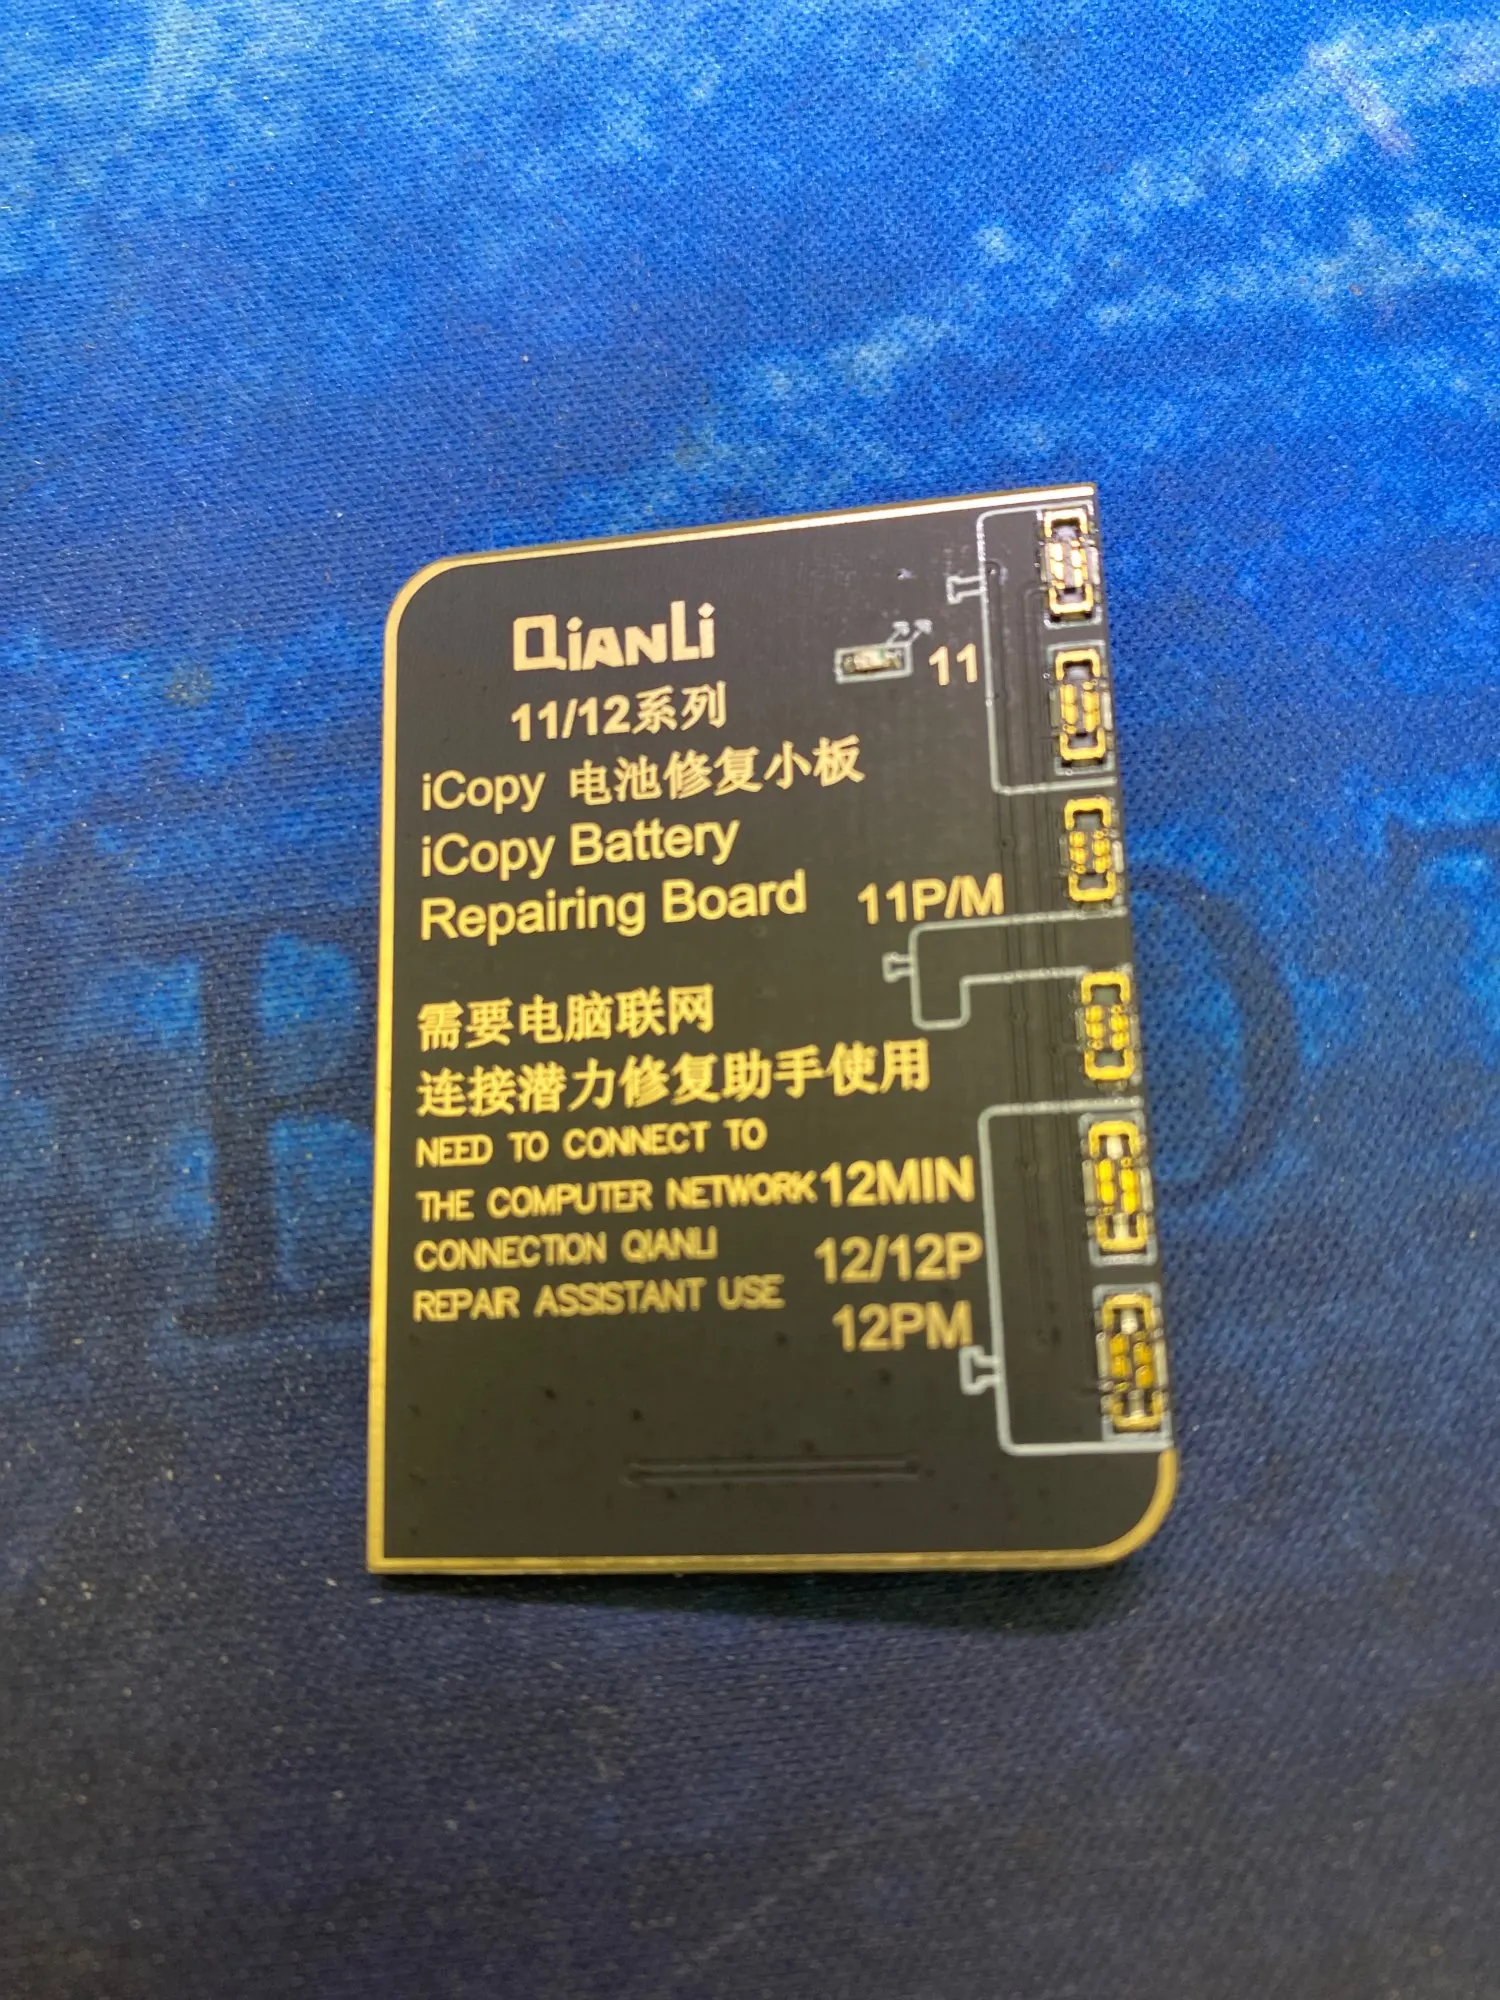 QIANLI
11/12系列
iCopy 电池修复小板
iCopy Battery
Repairing Board
需要电脑联网
连接潜力修复助手使用
NEED TO CONNECT TO
THE COMPUTER NETWORK
CONNECTION QIANLI
REPAIR ASSISTANT USE
11
11P/M
12MIN
12/12P
12PM